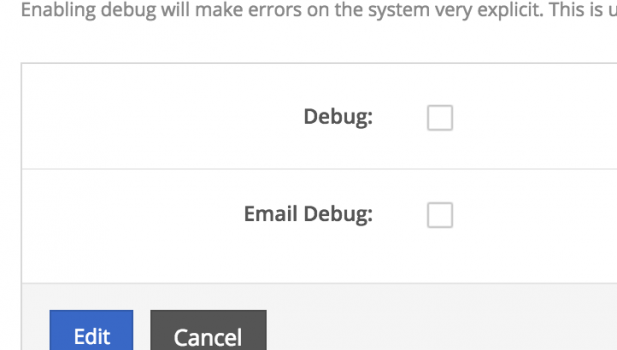 Enabling debug will make errors on the system very explicit. This is
Debug:
Email Debug:
Edit
Cancel